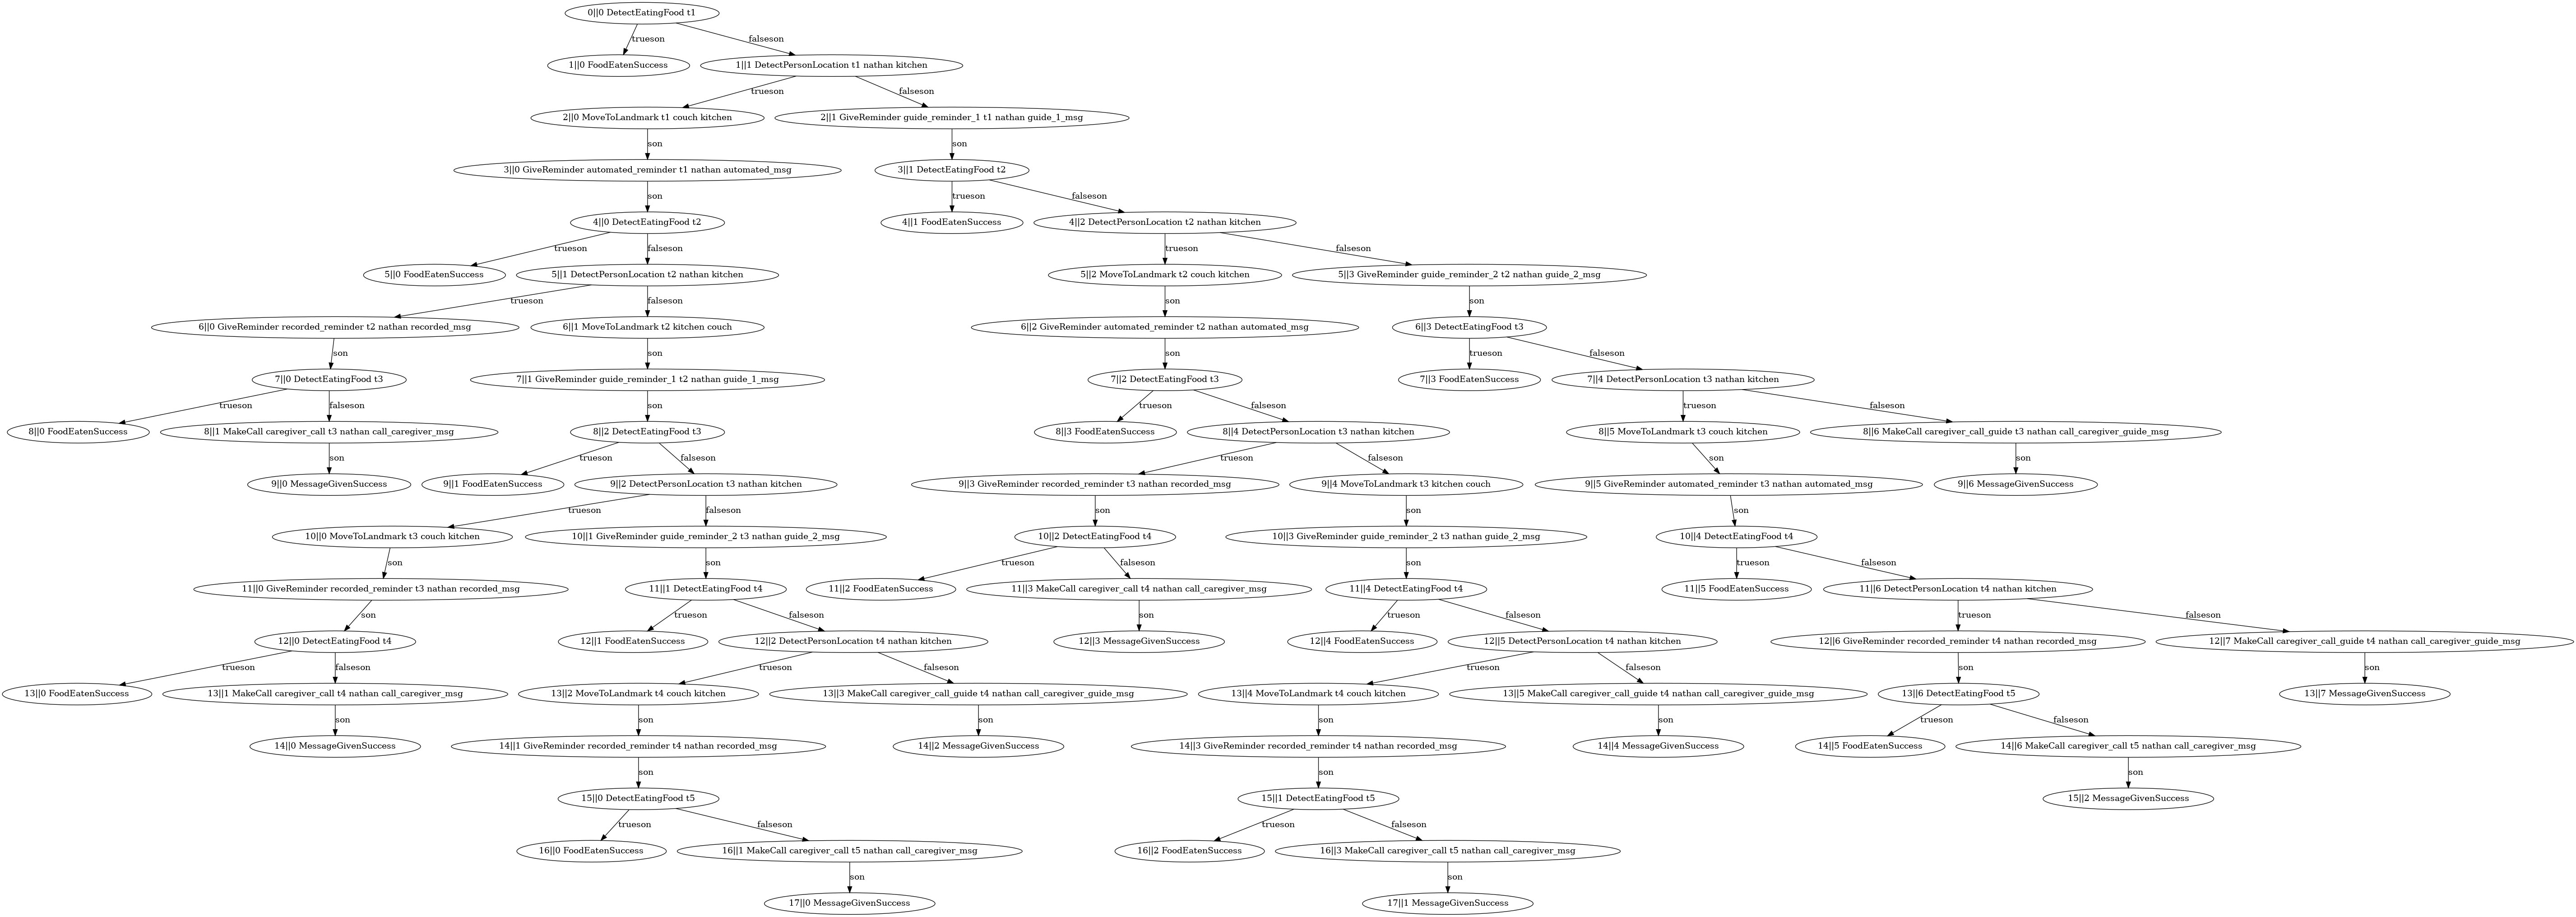 0||0 DetectEatingFood t1
trueson
falseson
1||0 FoodEatenSuccess
1||1 DetectPersonLocation t1 nathan kitchen
trueson
falseson
2||0 MoveToLandmark t1 couch kitchen
2||1 GiveReminder guide_reminder_1 t1 nathan guide_1_msg
son
son
3||0 GiveReminder automated_reminder t1 nathan automated_msg
3||1 DetectEatingFood t2
son
trueson
falseson
4||0 DetectEatingFood t2
4||1 FoodEatenSuccess
4||2 DetectPersonLocation t2 nathan kitchen
trueson
falseson
trueson
falseson
5||0 FoodEatenSuccess
5||1 DetectPersonLocation t2 nathan kitchen
5||2 MoveToLandmark t2 couch kitchen
5||3 GiveReminder guide_reminder_2 t2 nathan guide_2_msg
trueson
falseson
son
son
6||0 GiveReminder recorded_reminder t2 nathan recorded_msg
6||1 MoveToLandmark t2 kitchen couch
6||2 GiveReminder automated_reminder t2 nathan automated_msg
6||3 DetectEatingFood t3
son
son
son
trueson
falseson
7||0 DetectEatingFood t3
7||1 GiveReminder guide_reminder_1 t2 nathan guide_1_msg
7||2 DetectEatingFood t3
7||3 FoodEatenSuccess
7||4 DetectPersonLocation t3 nathan kitchen
trueson
falseson
son
trueson
falseson
trueson
falseson
8||0 FoodEatenSuccess
8||1 MakeCall caregiver_call t3 nathan call_caregiver_msg
8||2 DetectEatingFood t3
8||3 FoodEatenSuccess
8||4 DetectPersonLocation t3 nathan kitchen
8||5 MoveToLandmark t3 couch kitchen
8||6 MakeCall caregiver_call_guide t3 nathan call_caregiver_guide_msg
son
trueson
falseson
trueson
falseson
son
son
9||0 MessageGivenSuccess
9||1 FoodEatenSuccess
9||2 DetectPersonLocation t3 nathan kitchen
9||3 GiveReminder recorded_reminder t3 nathan recorded_msg
9||4 MoveToLandmark t3 kitchen couch
9||5 GiveReminder automated_reminder t3 nathan automated_msg
9||6 MessageGivenSuccess
trueson
falseson
son
son
son
10||0 MoveToLandmark t3 couch kitchen
10||1 GiveReminder guide_reminder_2 t3 nathan guide_2_msg
10||2 DetectEatingFood t4
10||3 GiveReminder guide_reminder_2 t3 nathan guide_2_msg
10||4 DetectEatingFood t4
son
son
trueson
falseson
son
trueson
falseson
11||0 GiveReminder recorded_reminder t3 nathan recorded_msg
11||1 DetectEatingFood t4
11||2 FoodEatenSuccess
11||3 MakeCall caregiver_call t4 nathan call_caregiver_msg
11||4 DetectEatingFood t4
11||5 FoodEatenSuccess
11||6 DetectPersonLocation t4 nathan kitchen
son
trueson
falseson
son
trueson
falseson
trueson
falseson
12||0 DetectEatingFood t4
12||1 FoodEatenSuccess
12||2 DetectPersonLocation t4 nathan kitchen
12||3 MessageGivenSuccess
12||4 FoodEatenSuccess
12||5 DetectPersonLocation t4 nathan kitchen
12||6 GiveReminder recorded_reminder t4 nathan recorded_msg
12||7 MakeCall caregiver_call_guide t4 nathan call_caregiver_guide_msg
trueson
falseson
trueson
falseson
trueson
falseson
son
son
13||0 FoodEatenSuccess
13||1 MakeCall caregiver_call t4 nathan call_caregiver_msg
13||2 MoveToLandmark t4 couch kitchen
13||3 MakeCall caregiver_call_guide t4 nathan call_caregiver_guide_msg
13||4 MoveToLandmark t4 couch kitchen
13||5 MakeCall caregiver_call_guide t4 nathan call_caregiver_guide_msg
13||6 DetectEatingFood t5
13||7 MessageGivenSuccess
son
son
son
son
son
trueson
falseson
14||0 MessageGivenSuccess
14||1 GiveReminder recorded_reminder t4 nathan recorded_msg
14||2 MessageGivenSuccess
14||3 GiveReminder recorded_reminder t4 nathan recorded_msg
14||4 MessageGivenSuccess
14||5 FoodEatenSuccess
14||6 MakeCall caregiver_call t5 nathan call_caregiver_msg
son
son
son
15||0 DetectEatingFood t5
15||1 DetectEatingFood t5
15||2 MessageGivenSuccess
trueson
falseson
trueson
falseson
16||0 FoodEatenSuccess
16||1 MakeCall caregiver_call t5 nathan call_caregiver_msg
16||2 FoodEatenSuccess
16||3 MakeCall caregiver_call t5 nathan call_caregiver_msg
son
son
17||0 MessageGivenSuccess
17||1 MessageGivenSuccess